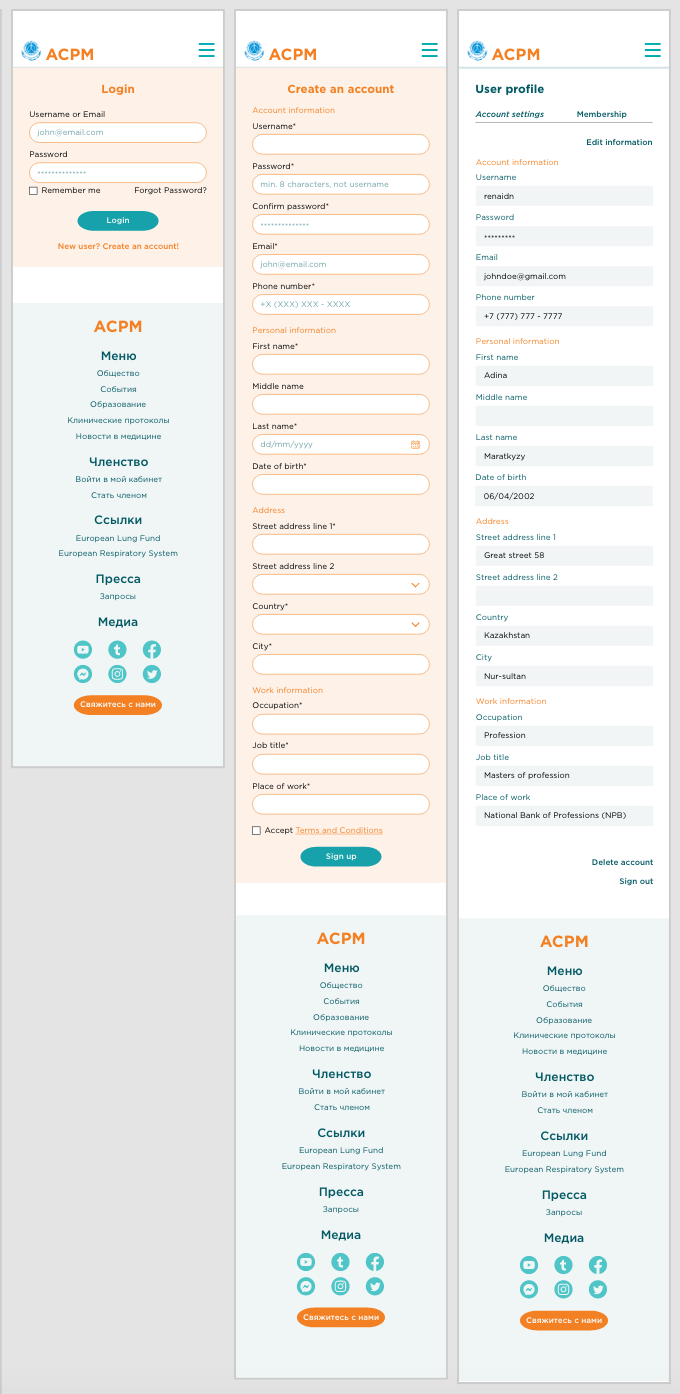 ACPM
Login
Username or Email
john@email.com
Password
••••••••••••••
Remember me
Forgot Password?
Login
New user? Create an account!
ACPM
Меню
Общество
События
Образование
Клинические протоколы
Новости в медицине
Членство
Войти в мой кабинет
Стать членом
Ссылки
European Lung Fund
European Respiratory System
Пресса
Запросы
Медиа
Свяжитесь с нами
ACPM
Create an account
Account information
Username*
Password*
min. 8 characters, not username
Confirm password*
••••••••••••••
Email*
john@email.com
Phone number*
+X (XXX) XXX - XXXX
Personal information
First name*
Middle name
Last name*
dd/mm/yyyy
Date of birth*
Address
Street address line 1*
Street address line 2
Country*
City*
Work information
Occupation*
Job title*
Place of work*
Accept Terms and Conditions
Sign up
ACPM
Меню
Общество
События
Образование
Клинические протоколы
Новости в медицине
Членство
Войти в мой кабинет
Стать членом
Ссылки
European Lung Fund
European Respiratory System
Пресса
Запросы
Медиа
Свяжитесь с нами
ACPM
User profile
Account settings
Membership
Edit information
Account information
Username
renaidn
Password
•••••••••
Email
johndoe@gmail.com
Phone number
+7 (777) 777 - 7777
Personal information
First name
Adina
Middle name
Last name
Maratkyzy
Date of birth
06/04/2002
Address
Street address line 1
Great street 58
Street address line 2
Country
Kazakhstan
City
Nur-sultan
Work information
Occupation
Profession
Job title
Masters of profession
Place of work
National Bank of Professions (NPB)
Delete account
Sign out
ACPM
Меню
Общество
События
Образование
Клинические протоколы
Новости в медицине
Членство
Войти в мой кабинет
Стать членом
Ссылки
European Lung Fund
European Respiratory System
Пресса
Запросы
Медиа
Свяжитесь с нами